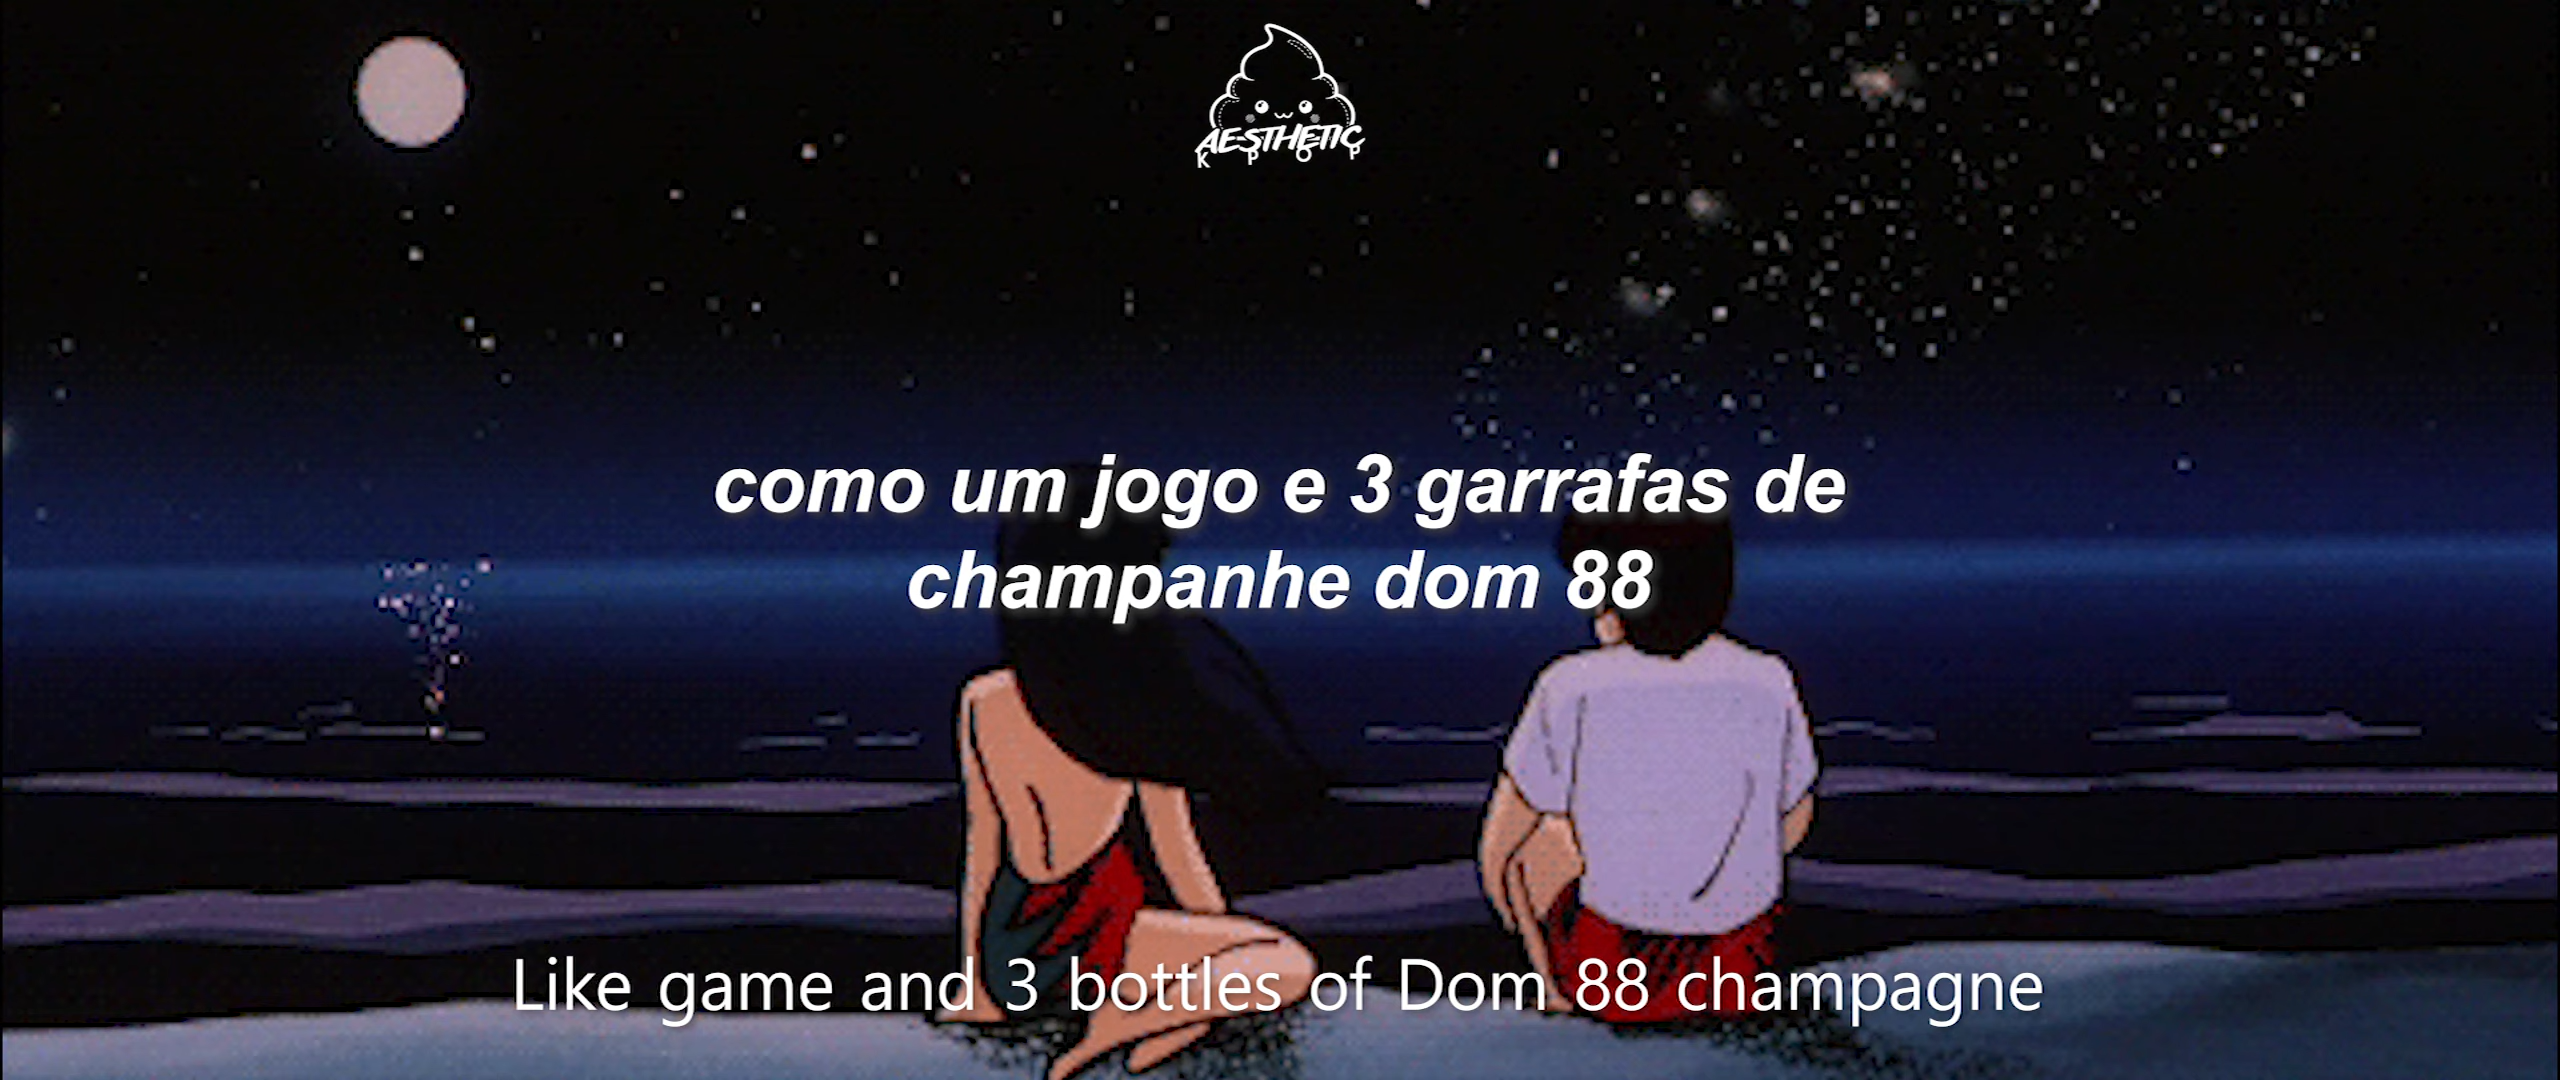 AESTHETIC
K P O P
como um jogo e 3 garrafas de
champanhe dom 88
Like game and 3 bottles of Dom 88 champagne